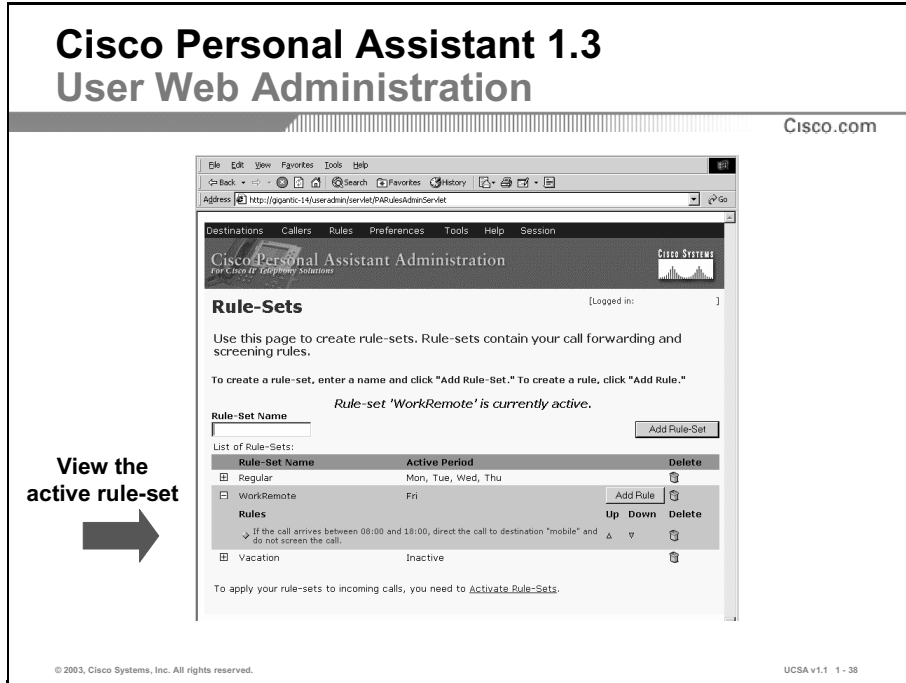 Cisco Personal Assistant 1.3
User Web Administration
Cisco.com
File Edit View Favorites Tools Help
Back Search Favorites History
Address http://gigantic-14/useradmin/servlet/PARulesAdminServlet Go
Destinations Callers Rules Preferences Tools Help Session
Cisco Personal Assistant Administration
For Cisco IP Telephony Solutions
CISCO SYSTEMS
Rule-Sets
[Logged in: ]
Use this page to create rule-sets. Rule-sets contain your call forwarding and
screening rules.
To create a rule-set, enter a name and click "Add Rule-Set." To create a rule, click "Add Rule."
Rule-set 'WorkRemote' is currently active.
Rule-Set Name
Add Rule-Set
List of Rule-Sets:
Rule-Set Name Active Period Delete
Regular Mon, Tue, Wed, Thu
WorkRemote Fri Add Rule
Rules Up Down Delete
If the call arrives between 08:00 and 18:00, direct the call to destination "mobile" and
do not screen the call.
Vacation Inactive
To apply your rule-sets to incoming calls, you need to Activate Rule-Sets.
View the
active rule-set
© 2003, Cisco Systems, Inc. All rights reserved.
UCSA v1.1 1 - 38